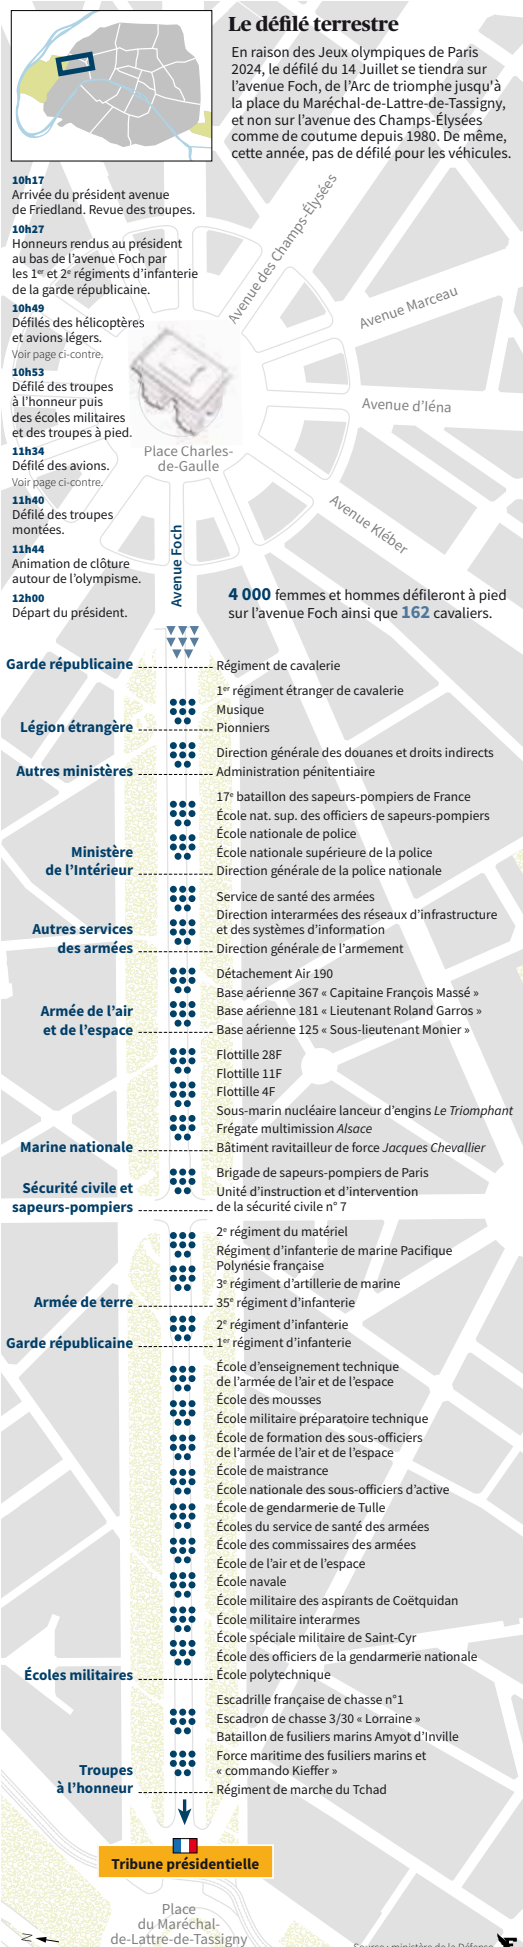 Le défilé terrestre
En raison des Jeux olympiques de Paris
2024, le défilé du 14 Juillet se tiendra sur
l'avenue Foch, de l'Arc de triomphe jusqu'à
la place du Maréchal-de-Lattre-de-Tassigny,
et non sur l'avenue des Champs-Élysées
comme de coutume depuis 1980. De même,
cette année, pas de défilé pour les véhicules.
10h17
Arrivée du président avenue
de Friedland. Revue des troupes.
10h27
Honneurs rendus au président
au bas de l'avenue Foch par
les 1er et 2e régiments d'infanterie
de la garde républicaine.
10h49
Défilés des hélicoptères
et avions légers.
Voir page ci-contre.
10h53
Défilé des troupes
à l'honneur puis
des écoles militaires
et des troupes à pied.
11h34
Défilé des avions.
Voir page ci-contre.
11h40
Défilé des troupes
montées.
11h44
Animation de clôture
autour de l'olympisme.
12h00
Départ du président.
Avenue des Champs-Élysées
Avenue Marceau
Avenue d'Iéna
Avenue Kléber
Place Charles-
de-Gaulle
Avenue Foch
4 000 femmes et hommes défileront à pied
sur l'avenue Foch ainsi que 162 cavaliers.
Garde républicaine
Régiment de cavalerie
1er régiment étranger de cavalerie
Musique
Légion étrangère
Pionniers
Direction générale des douanes et droits indirects
Autres ministères
Administration pénitentiaire
17e bataillon des sapeurs-pompiers de France
École nat. sup. des officiers de sapeurs-pompiers
École nationale de police
École nationale supérieure de la police
Ministère
de l'Intérieur
Direction générale de la police nationale
Service de santé des armées
Direction interarmées des réseaux d'infrastructure
et des systèmes d'information
Autres services
des armées
Direction générale de l'armement
Détachement Air 190
Base aérienne 367 « Capitaine François Massé »
Base aérienne 181 « Lieutenant Roland Garros »
Armée de l'air
et de l'espace
Base aérienne 125 « Sous-lieutenant Monier »
Flottille 28F
Flottille 11F
Flottille 4F
Sous-marin nucléaire lanceur d'engins Le Triomphant
Frégate multimission Alsace
Marine nationale
Bâtiment ravitailleur de force Jacques Chevallier
Brigade de sapeurs-pompiers de Paris
Sécurité civile et
sapeurs-pompiers
Unité d'instruction et d'intervention
de la sécurité civile n° 7
2e régiment du matériel
Régiment d'infanterie de marine Pacifique
Polynésie française
3e régiment d'artillerie de marine
Armée de terre
35e régiment d'infanterie
2e régiment d'infanterie
Garde républicaine
1er régiment d'infanterie
École d'enseignement technique
de l'armée de l'air et de l'espace
École des mousses
École militaire préparatoire technique
École de formation des sous-officiers
de l'armée de l'air et de l'espace
École de maistrance
École nationale des sous-officiers d'active
École de gendarmerie de Tulle
Écoles du service de santé des armées
École des commissaires des armées
École de l'air et de l'espace
École navale
École militaire des aspirants de Coëtquidan
École militaire interarmes
École spéciale militaire de Saint-Cyr
École des officiers de la gendarmerie nationale
Écoles militaires
École polytechnique
Escadrille française de chasse n°1
Escadron de chasse 3/30 « Lorraine »
Bataillon de fusiliers marins Amyot d'Inville
Force maritime des fusiliers marins et
« commando Kieffer »
Troupes
à l'honneur
Régiment de marche du Tchad
Tribune présidentielle
Place
du Maréchal-
de-Lattre-de-Tassigny
N
Source : ministère de la Défense